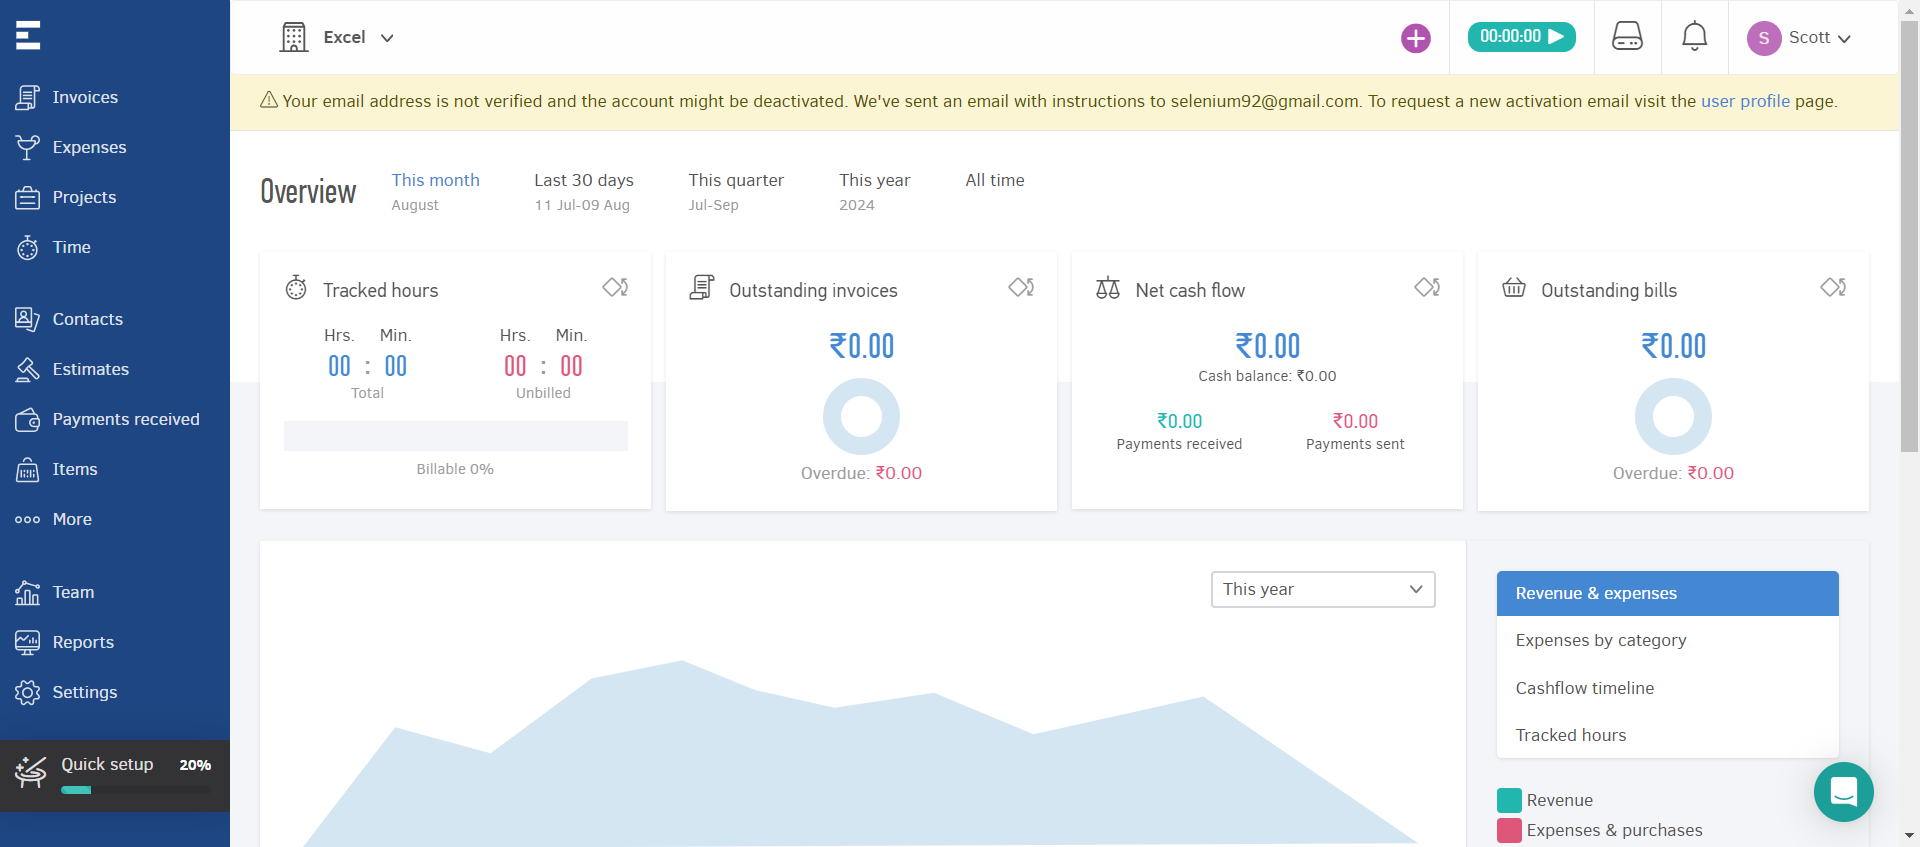 Excel
00:00:00
S
Scott
Invoices
Expenses
Projects
Time
Contacts
Estimates
Payments received
Items
More
Team
Reports
Settings
Quick setup 20%
Your email address is not verified and the account might be deactivated. We've sent an email with instructions to selenium92@gmail.com. To request a new activation email visit the user profile page.
Overview
This month
August
Last 30 days
11 Jul-09 Aug
This quarter
Jul-Sep
This year
2024
All time
Tracked hours
Hrs. Min.
00 : 00
Total
Hrs. Min.
00 : 00
Unbilled
Billable 0%
Outstanding invoices
₹0.00
Overdue: ₹0.00
Net cash flow
₹0.00
Cash balance: ₹0.00
₹0.00
Payments received
₹0.00
Payments sent
Outstanding bills
₹0.00
Overdue: ₹0.00
This year
Revenue & expenses
Expenses by category
Cashflow timeline
Tracked hours
Revenue
Expenses & purchases